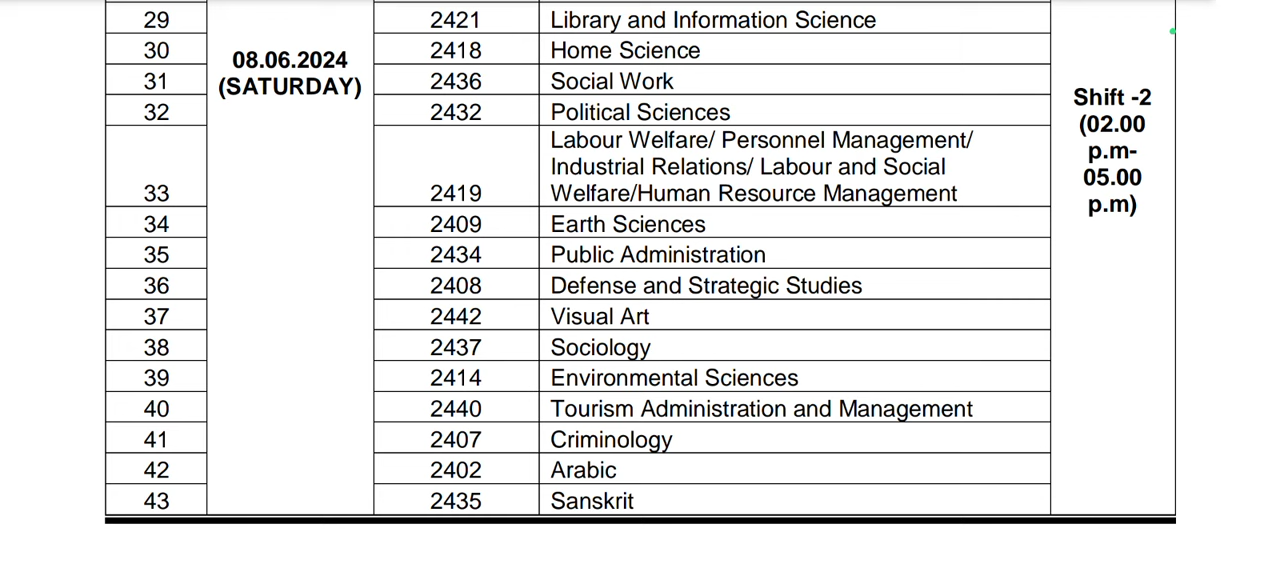 29 2421 Library and Information Science
30 2418 Home Science
08.06.2024
(SATURDAY)
31 2436 Social Work
32 2432 Political Sciences
Shift -2
(02.00
p.m-
05.00
p.m)
Labour Welfare/ Personnel Management/
Industrial Relations/ Labour and Social
33 2419 Welfare/Human Resource Management
34 2409 Earth Sciences
35 2434 Public Administration
36 2408 Defense and Strategic Studies
37 2442 Visual Art
38 2437 Sociology
39 2414 Environmental Sciences
40 2440 Tourism Administration and Management
41 2407 Criminology
42 2402 Arabic
43 2435 Sanskrit